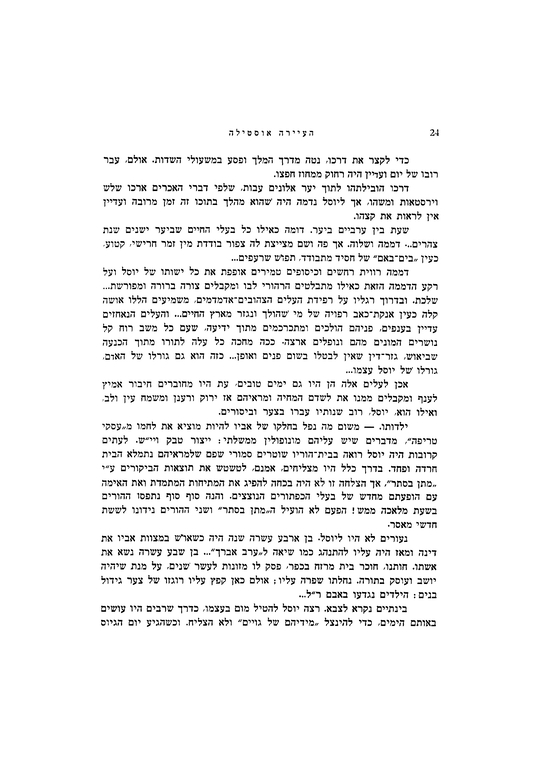 העיירה אוסטילה 24
כדי לקצר את דרכו, נטה מדרך המלך ופסע במשעולי השדות. אולם, עבר
רובו של יום ועדיין היה רחוק ממחוז חפצו.
דרכו הובילתהו לתוך יער אלונים עבות, שלפי דברי האכרים ארכו שלש
וירסטאות ומשהו, אך ליוסל נדמה היה שהוא מהלך בתוכו זה זמן מרובה ועדיין
אין לראות את קצהו.
שעת בין ערביים ביער. דומה כאילו כל בעלי החיים שביער ישנים שנת
צהרים... דממה ושלוה. אך פה ושם מציצת לה צפור בודדת מין זמר חרישי, קטוע,
כעין „בים־באם" של חסיד מתבודד, תפוש שרעפים...
דממה רווית רחשים וכיסופים טמירים אופפת את כל ישותו של יוסל ועל
רקע הדממה הזאת כאילו מתבלטים הרהורי לבו ומקבלים צורה ברורה ומפורשת...
שלכת. ובדרוך רגליו על רפידת העלים הצהובים־אדמדמים, משמיעים הללו אושה
קלה כעין אנקת־כאב רפויה של מי שהולך ונגזר מארץ החיים... והעלים הנאחזים
עדיין בענפים, פניהם הולכים ומתכרכמים מתוך ידיעה, שעם כל משב רוח קל
נושרים המונים מהם ונופלים ארצה. ככה מחכה כל עלה לתורו מתוך הכנעה
שביאוש, גזר־דין שאין לבטלו בשום פנים ואופן... כזה הוא גם גורלו של האדם,
גורלו של יוסל עצמו...
אכן לעלים אלה הן היו גם ימים טובים, עת היו מחוברים חיבור אמיץ
לענף ומקבלים ממנו את לשדם המחיה ומראיהם אז ירוק ורענן ומשמח עין ולב,
ואילו הוא, יוסל, רוב שנותיו עברו בצער וביסורים.
ילדותו. — משום מה נפל בחלקו של אביו להיות מוציא את לחמו מ„עסקי
טריפה", מדברים שיש עליהם מונופולין ממשלתי: ייצור טבק ויי״ש. לעתים
קרובות היה יוסל רואה בבית־הוריו שוטרים סמורי שפם שלמראיהם נתמלא הבית
חרדה ופחד. בדרך כלל היו מצליחים, אמנם, לטשטש את תוצאות הביקורים ע״י
„מתן בסתר", אך הצלחה זו לא היה בכחה להפיג את המתיחות המתמדת ואת האימה
עם הופעתם מחדש של בעלי הכפתורים הנוצצים, והנה סוף סוף נתפסו ההורים
בשעת מלאכה ממש! הפעם לא הועיל ה„מתן בסתר" ושני ההורים נידונו לששת
חדשי מאסר.
נעורים לא היו ליוסל. בן ארבע עשרה שנה היה כשאירש במצוות אביו את
דינה ומאז היה עליו להתנהג כמו שיאה ל„ערב אברך"... בן שבע עשרה נשא את
אשתו. חותנו, חוכר בית מרזח בכפר, פסק לו מזונות לעשר שנים, על מנת שיהיה
יושב ועוסק בתורה. נחלתו שפרה עליו; אולם כאן קפץ עליו רוגזו של צער גידול
בנים: הילדים נגדעו באבם ר״ל...
בינתיים נקרא לצבא. רצה יוסל להטיל מום בעצמו, כדרך שרבים היו עושים
באותם הימים, כדי להינצל „מידיהם של גויים" ולא הצליח. וכשהגיע יום הגיוס